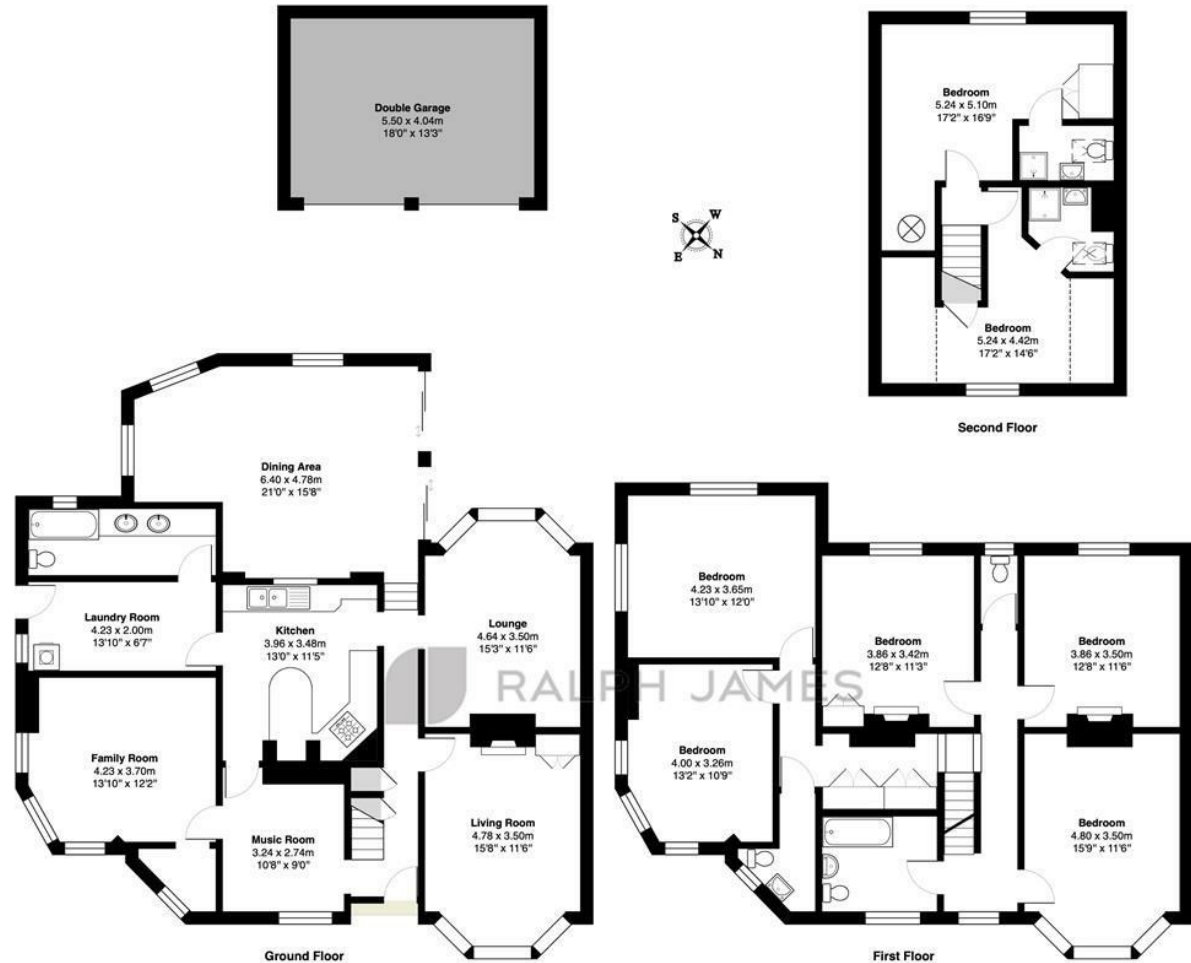 Double Garage
5.50 x 4.04m
18'0" x 13'3"
S W
E N
Bedroom
5.24 x 5.10m
17'2" x 16'9"
Bedroom
5.24 x 4.42m
17'2" x 14'6"
Second Floor
Dining Area
6.40 x 4.78m
21'0" x 15'8"
Laundry Room
4.23 x 2.00m
13'10" x 6'7"
Kitchen
3.96 x 3.48m
13'0" x 11'5"
Lounge
4.64 x 3.50m
15'3" x 11'6"
Family Room
4.23 x 3.70m
13'10" x 12'2"
Music Room
3.24 x 2.74m
10'8" x 9'0"
Living Room
4.78 x 3.50m
15'8" x 11'6"
Ground Floor
RALPH JAMES
Bedroom
4.23 x 3.65m
13'10" x 12'0"
Bedroom
3.86 x 3.42m
12'8" x 11'3"
Bedroom
3.86 x 3.50m
12'8" x 11'6"
Bedroom
4.00 x 3.26m
13'2" x 10'9"
Bedroom
4.80 x 3.50m
15'9" x 11'6"
First Floor